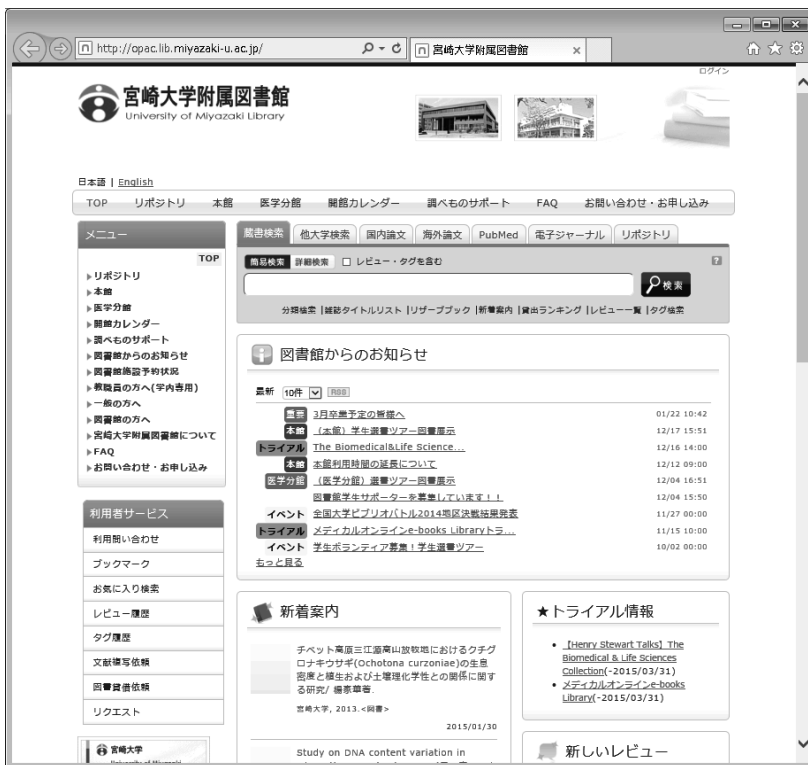 http://opac.lib.miyazaki-u.ac.jp/
宮崎大学附属図書館
ログイン
宮崎大学附属図書館
University of Miyazaki Library
日本語 | English
TOP リポジトリ 本館 医学分館 開館カレンダー 調べものサポート FAQ お問い合わせ・お申し込み
メニュー
TOP
リポジトリ
本館
医学分館
開館カレンダー
調べものサポート
図書館からのお知らせ
図書館施設予約状況
教職員の方へ(学内専用)
一般の方へ
図書館の方へ
宮崎大学附属図書館について
FAQ
お問い合わせ・お申し込み
利用者サービス
利用問い合わせ
ブックマーク
お気に入り検索
レビュー履歴
タグ履歴
文献複写依頼
図書貸借依頼
リクエスト
宮崎大学
蔵書検索 他大学検索 国内論文 海外論文 PubMed 電子ジャーナル リポジトリ
簡易検索 詳細検索 レビュー・タグを含む ?
検索
分類検索 |雑誌タイトルリスト |リザーブブック |新着案内 |貸出ランキング |レビュー一覧 |タグ検索
図書館からのお知らせ
最新 10件 RSS
重要 3月卒業予定の皆様へ 01/22 10:42
本館 (本館)学生選書ツアー図書展示 12/17 15:51
トライアル The Biomedical&Life Science... 12/16 14:00
本館 本館利用時間の延長について 12/12 09:00
医学分館 (医学分館)選書ツアー図書展示 12/04 16:51
図書館学生サポーターを募集しています!! 12/04 15:50
イベント 全国大学ビブリオバトル2014地区決戦結果発表 11/27 00:00
トライアル メディカルオンラインe-books Libraryトラ... 11/15 10:00
イベント 学生ボランティア募集!学生選書ツアー 10/02 00:00
もっと見る
新着案内
チベット高原三江源高山放牧地におけるクチグ
ロナキウサギ(Ochotona curzoniae)の生息
密度と植生および土壌理化学性との関係に関す
る研究/ 楊家華著.
宮崎大学, 2013.<図書>
2015/01/30
Study on DNA content variation in
★トライアル情報
• 【Henry Stewart Talks】The
Biomedical & Life Sciences
Collection(-2015/03/31)
• メディカルオンラインe-books
Library(-2015/03/31)
新しいレビュー